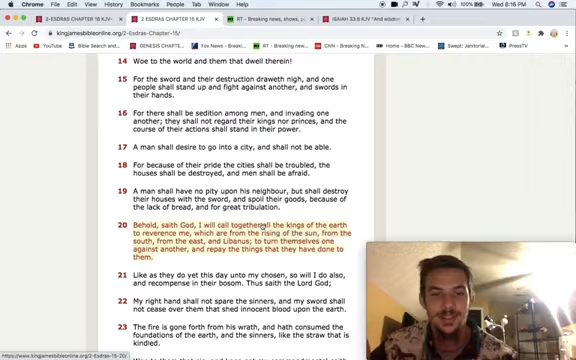 Chrome File Edit View History Bookmarks People Tab Window Help
100% Wed 8:16 PM
2-ESDRAS CHAPTER 16 KJV
2 ESDRAS CHAPTER 15 KJV
RT - Breaking news, shows, p
ISAIAH 33:6 KJV "And wisdom
kingjamesbibleonline.org/2-Esdras-Chapter-15/
Apps
2-ESDRAS CHAPTE
RT - Breaking news
GENESIS CHAPTE
Home - BBC News
Swept: Janitorial
PressTV
14 Woe to the world and them that dwell therein!
15 For the sword and their destruction draweth nigh, and one
people shall stand up and fight against another, and swords in
their hands.
16 For there shall be sedition among men, and invading one
another; they shall not regard their kings nor princes, and the
course of their actions shall stand in their power.
17 A man shall desire to go into a city, and shall not be able.
18 For because of their pride the cities shall be troubled, the
houses shall be destroyed, and men shall be afraid.
19 A man shall have no pity upon his neighbour, but shall destroy
their houses with the sword, and spoil their goods, because of
the lack of bread, and for great tribulation.
20 Behold, saith God, I will call together all the kings of the earth
to reverence me, which are from the rising of the sun, from the
south, from the east, and Libanus; to turn themselves one
against another, and repay the things that they have done to
them.
21 Like as they do yet this day unto my chosen, so will I do also,
and recompense in their bosom. Thus saith the Lord God;
22 My right hand shall not spare the sinners, and my sword shall
not cease over them that shed innocent blood upon the earth.
23 The fire is gone forth from his wrath, and hath consumed the
foundations of the earth, and the sinners, like the straw that is
kindled.
https://www.kingjamesbibleonline.org/2-Esdras-15-20/